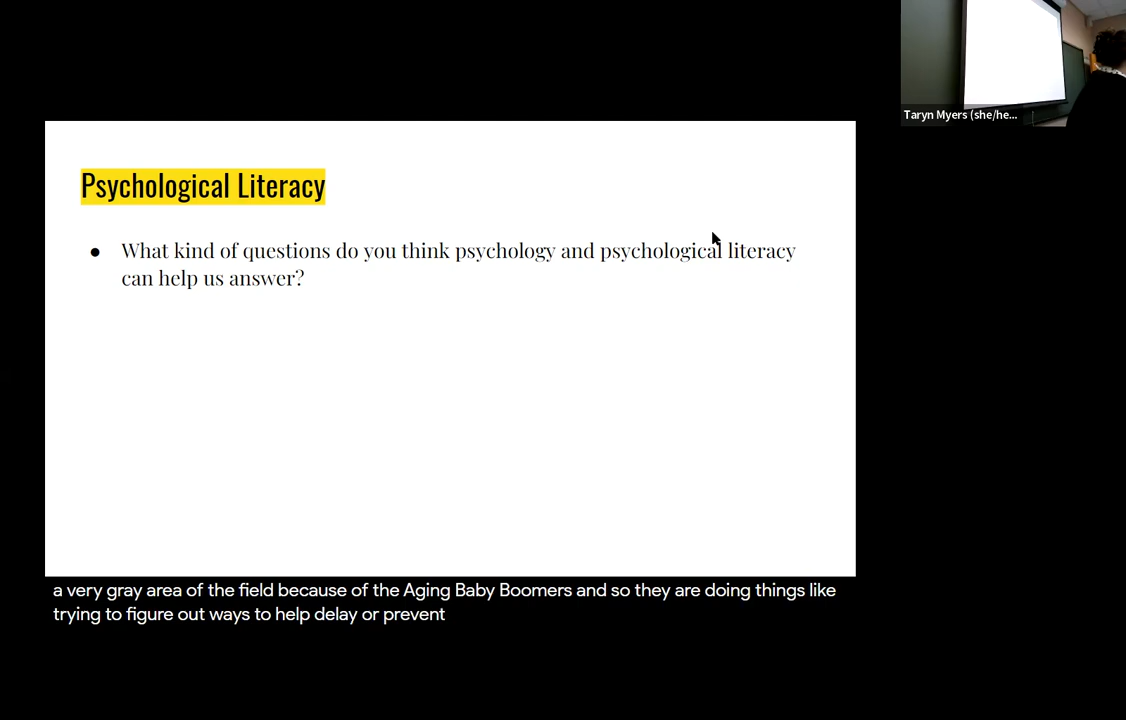 Taryn Myers (she/he...
Psychological Literacy
● What kind of questions do you think psychology and psychological literacy
can help us answer?
a very gray area of the field because of the Aging Baby Boomers and so they are doing things like
trying to figure out ways to help delay or prevent